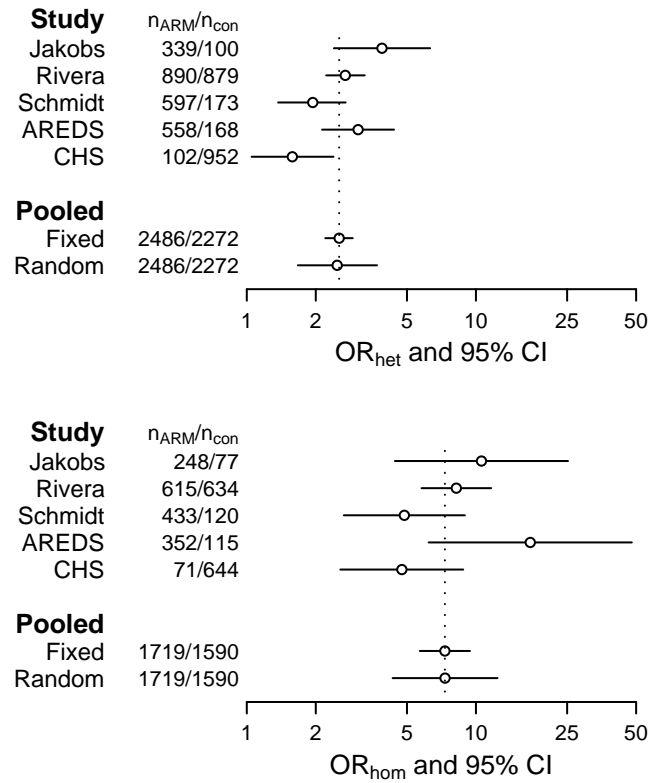 Study n_ARM/n_con
Jakobs 339/100
Rivera 890/879
Schmidt 597/173
AREDS 558/168
CHS 102/952
Pooled
Fixed 2486/2272
Random 2486/2272
1 2 5 10 25 50
OR_het and 95% CI
Study n_ARM/n_con
Jakobs 248/77
Rivera 615/634
Schmidt 433/120
AREDS 352/115
CHS 71/644
Pooled
Fixed 1719/1590
Random 1719/1590
1 2 5 10 25 50
OR_hom and 95% CI